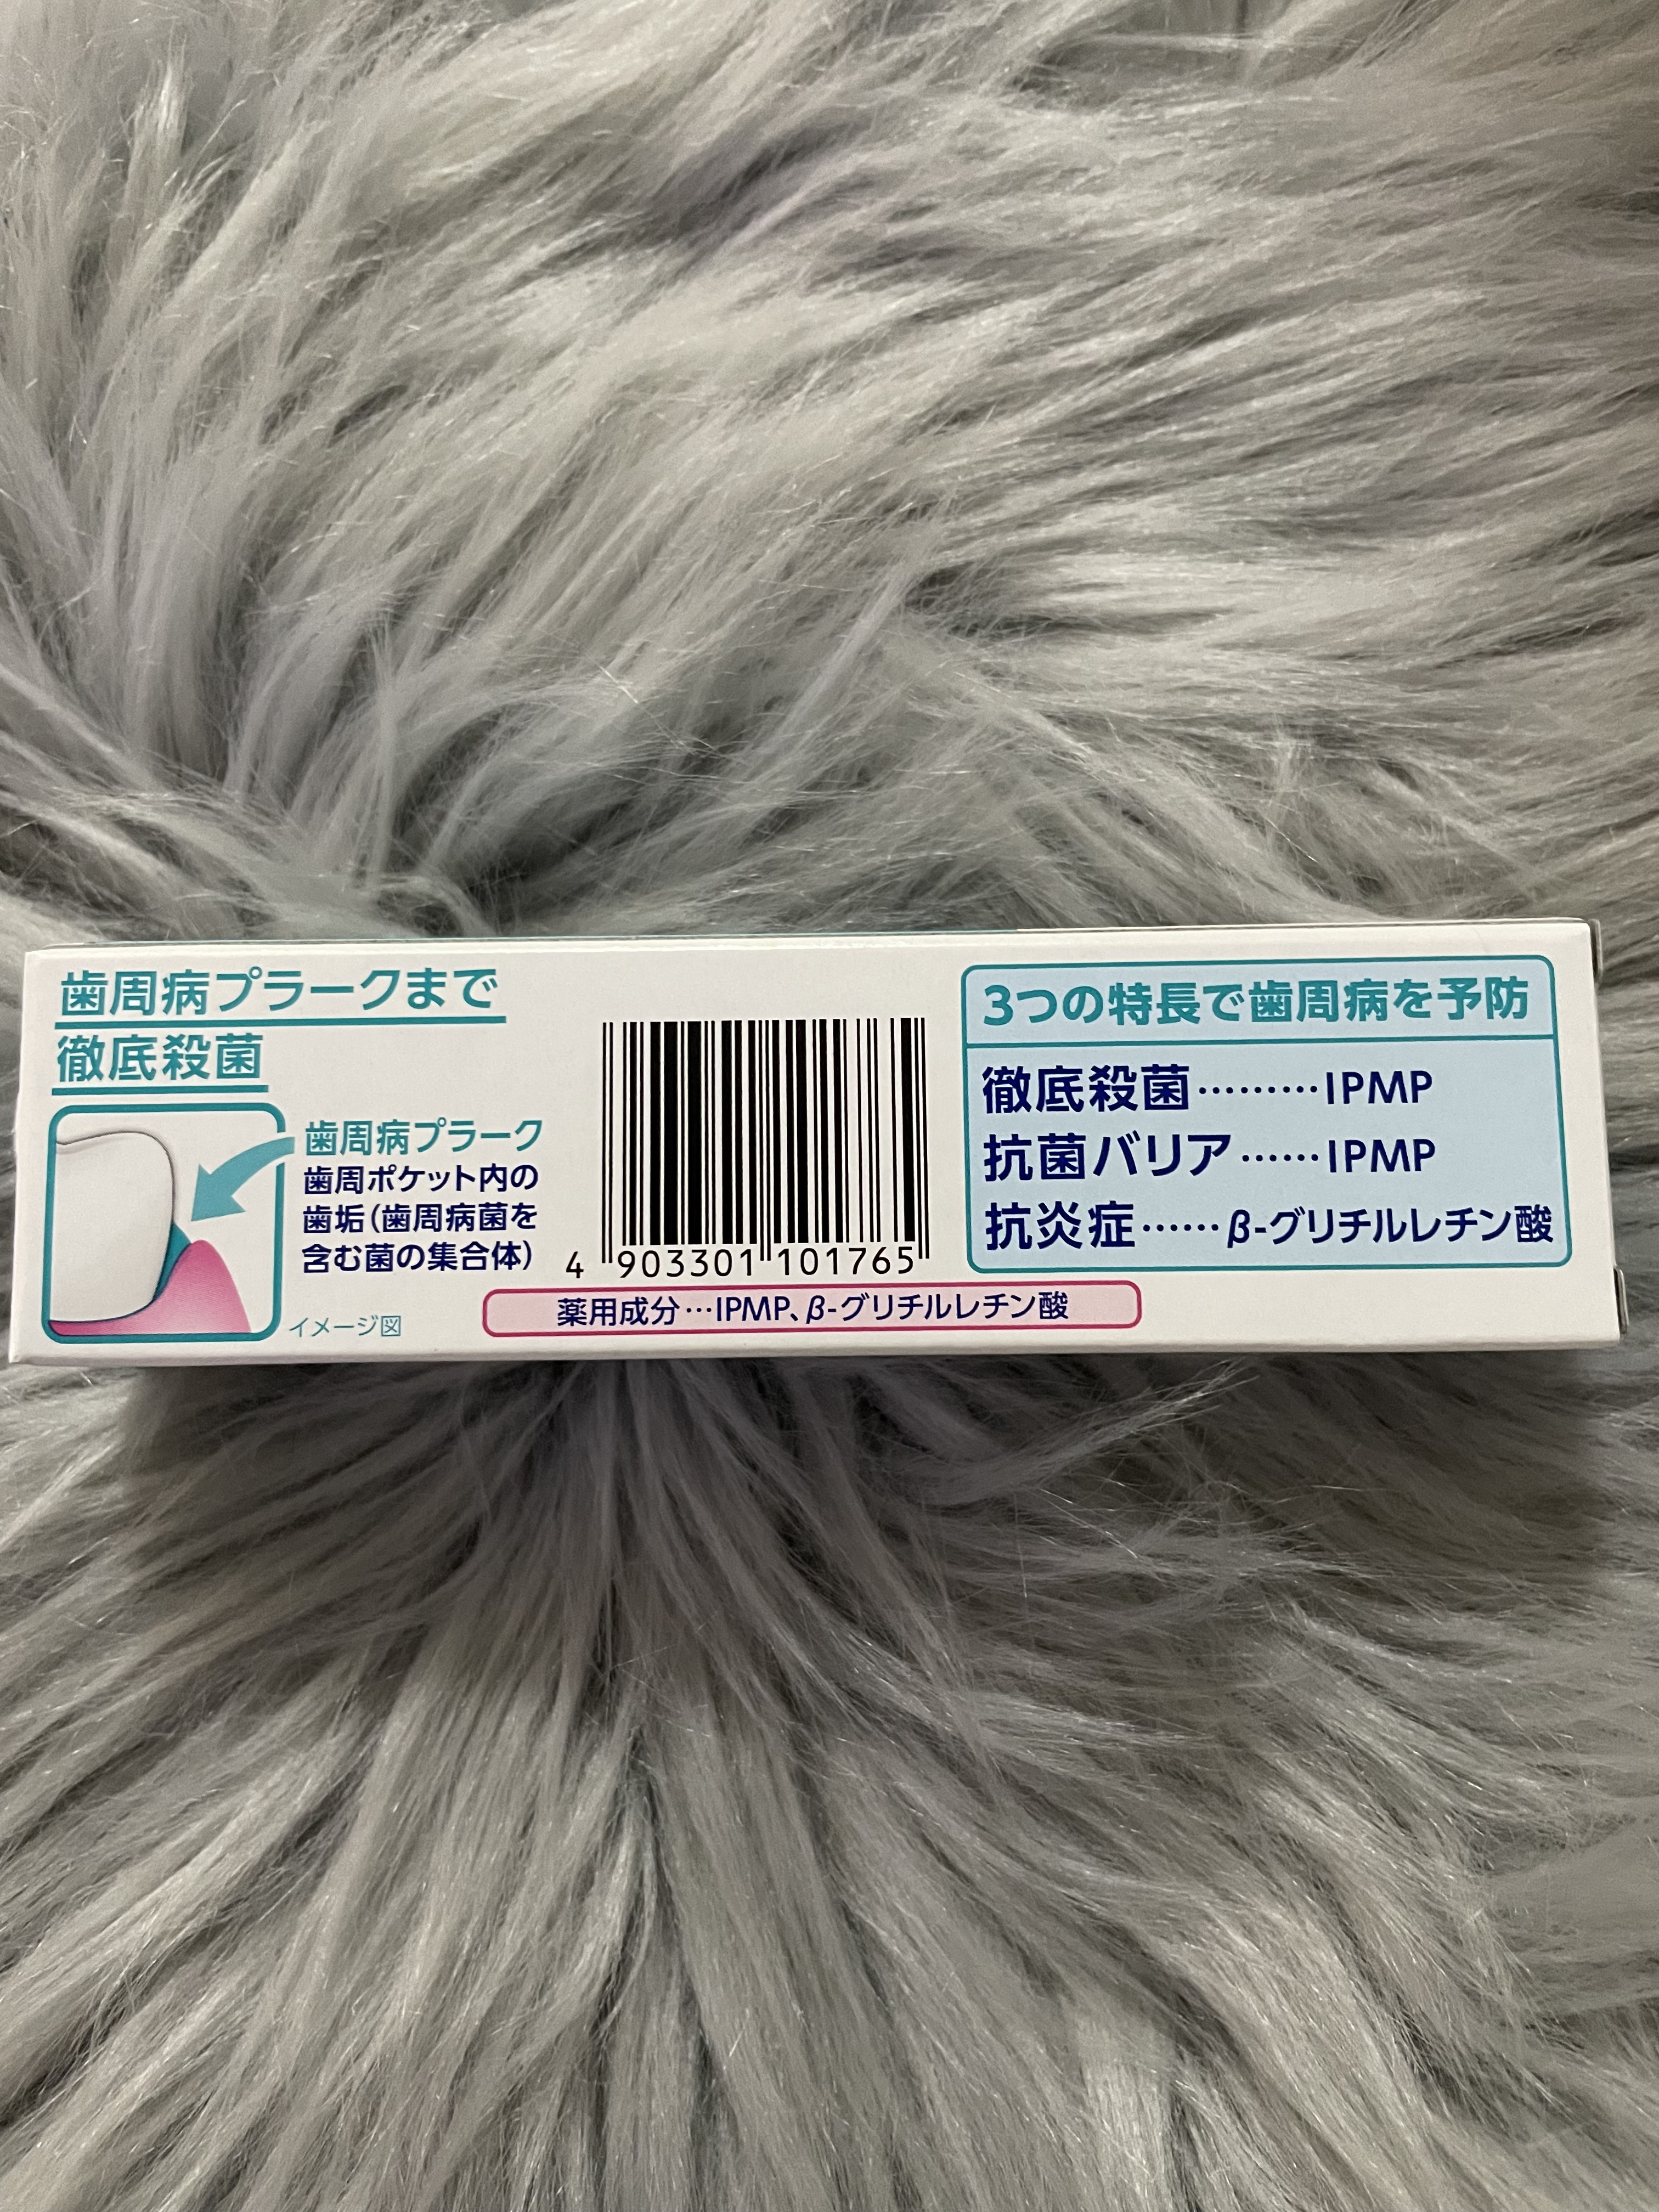 歯周病プラークまで
徹底殺菌
歯周病プラーク
歯周ポケット内の
歯垢(歯周病菌を
含む菌の集合体)
イメージ図
4 903301 101765
3つの特長で歯周病を予防
徹底殺菌………IPMP
抗菌バリア……IPMP
抗炎症……β-グリチルレチン酸
薬用成分…IPMP、β-グリチルレチン酸